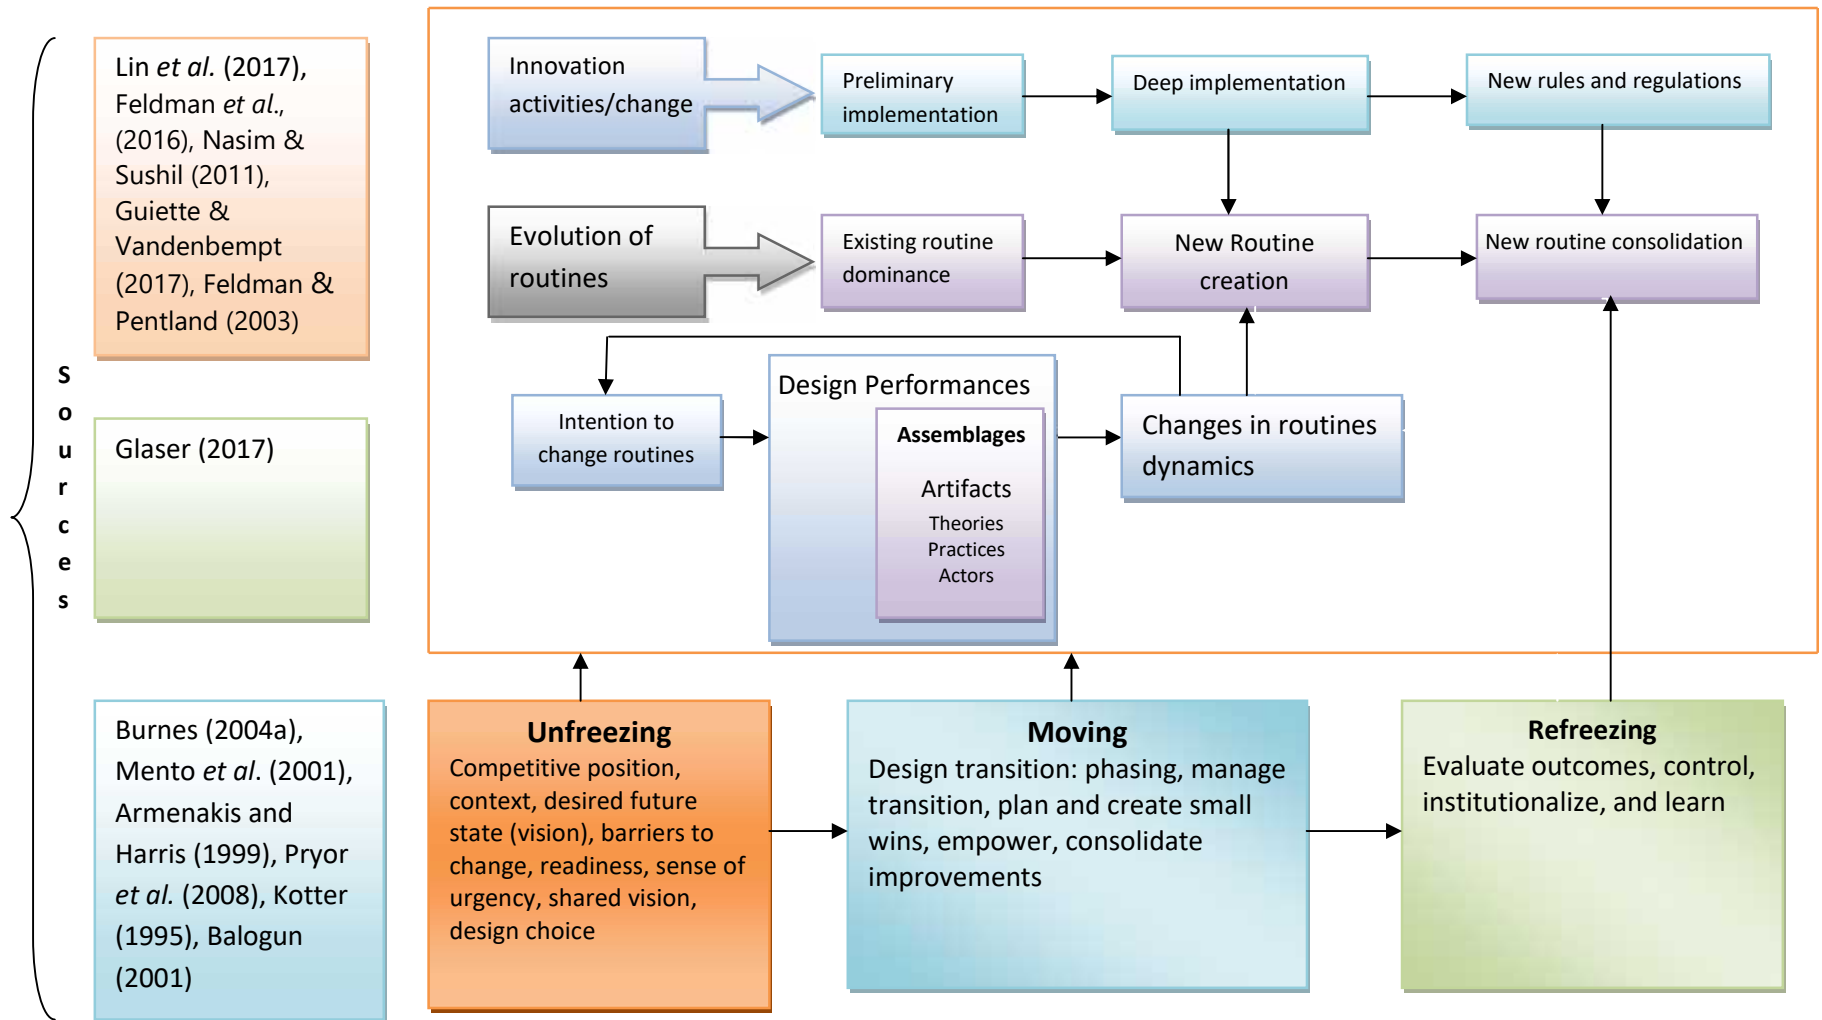 Lin et al. (2017),
Feldman et al.,
(2016), Nasim &
Sushil (2011),
Guiette &
Vandenbempt
(2017), Feldman &
Pentland (2003)
Sources
Glaser (2017)
Burnes (2004a),
Mento et al. (2001),
Armenakis and
Harris (1999), Pryor
et al. (2008), Kotter
(1995), Balogun
(2001)
Innovation
activities/change
Preliminary
implementation
Deep implementation
New rules and regulations
Evolution of
routines
Existing routine
dominance
New Routine
creation
New routine consolidation
Intention to
change routines
Design Performances
Assemblages
Artifacts
Theories
Practices
Actors
Changes in routines
dynamics
Unfreezing
Competitive position,
context, desired future
state (vision), barriers to
change, readiness, sense of
urgency, shared vision,
design choice
Moving
Design transition: phasing, manage
transition, plan and create small
wins, empower, consolidate
improvements
Refreezing
Evaluate outcomes, control,
institutionalize, and learn